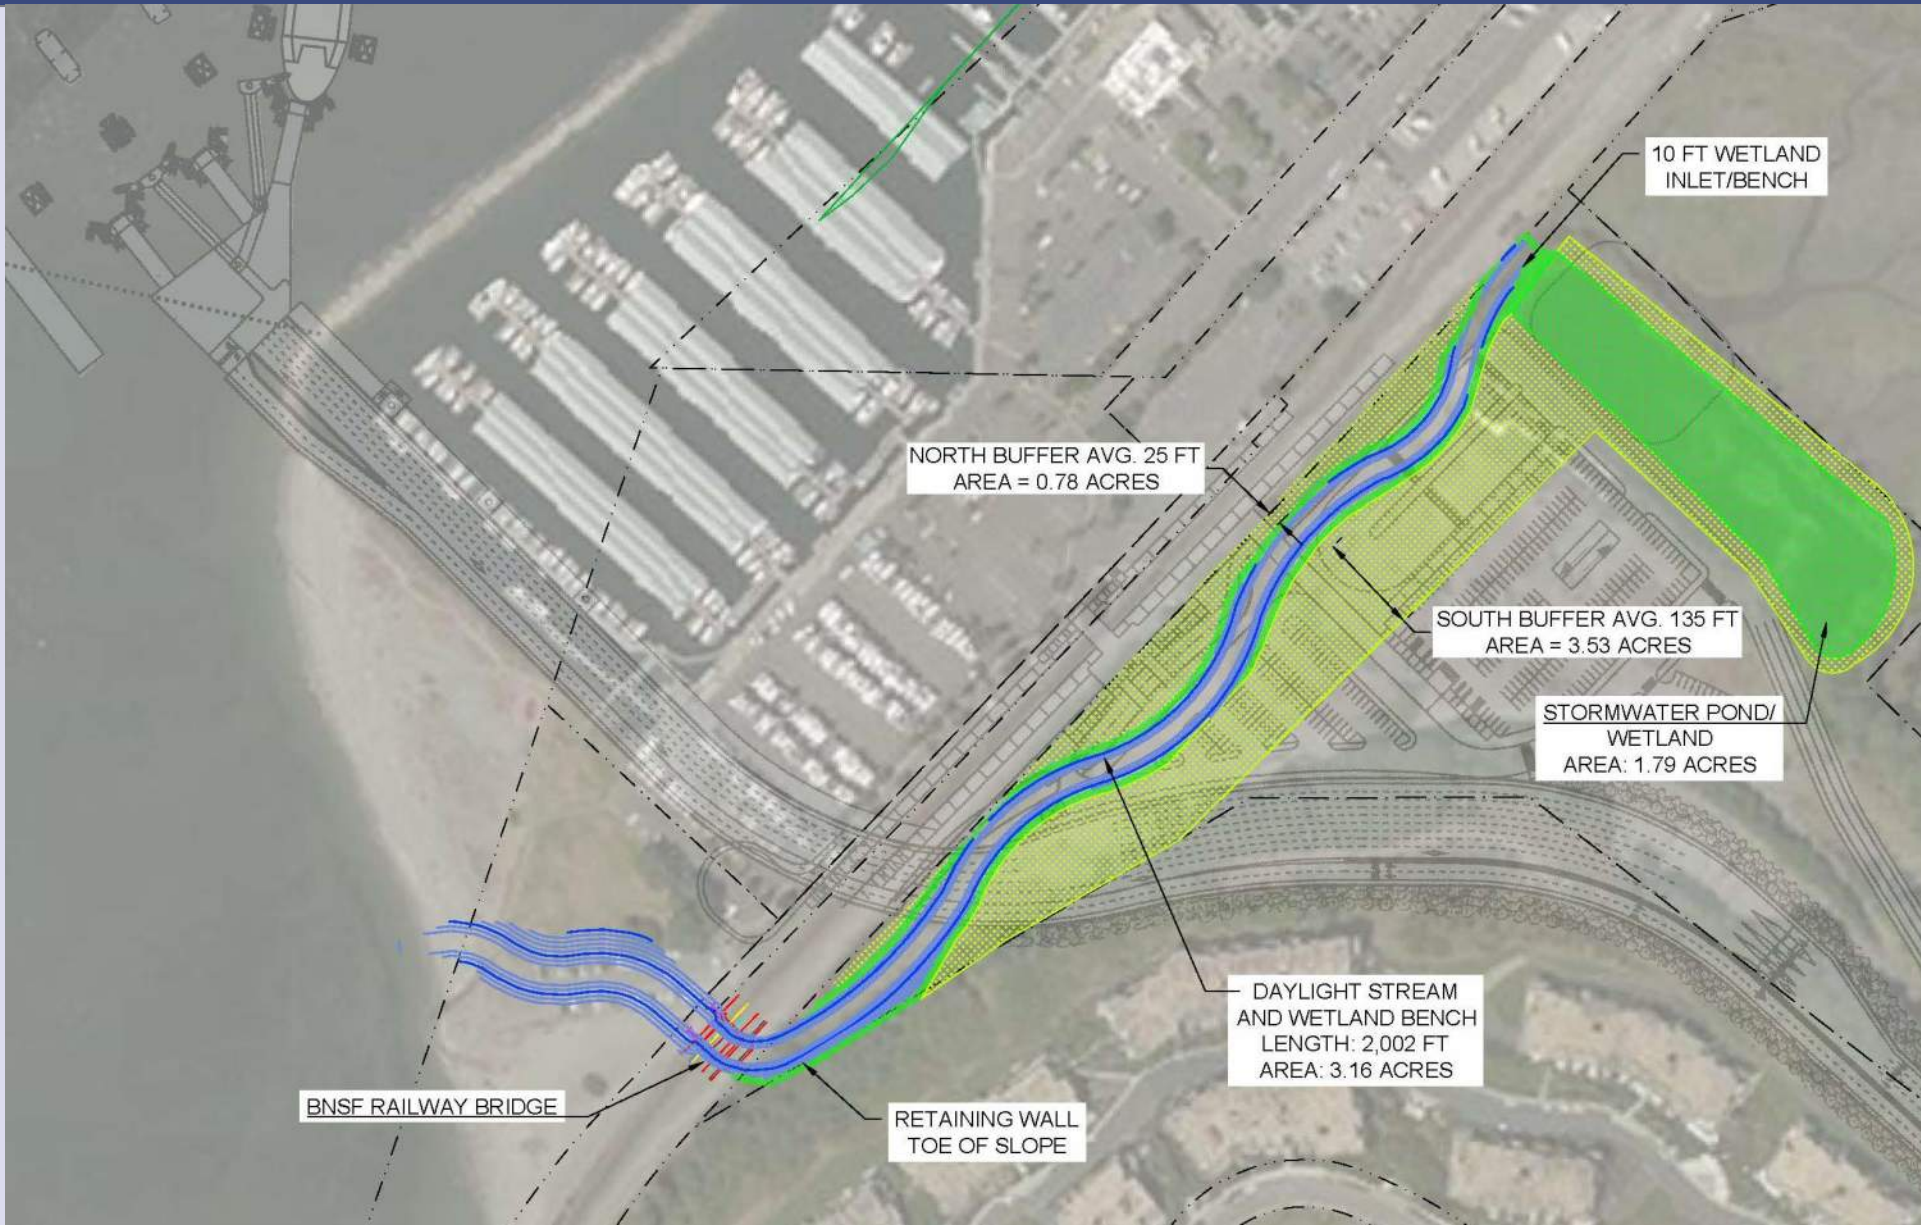 10 FT WETLAND
INLET/BENCH
NORTH BUFFER AVG. 25 FT
AREA = 0.78 ACRES
SOUTH BUFFER AVG. 135 FT
AREA = 3.53 ACRES
STORMWATER POND/
WETLAND
AREA: 1.79 ACRES
DAYLIGHT STREAM
AND WETLAND BENCH
LENGTH: 2,002 FT
AREA: 3.16 ACRES
BNSF RAILWAY BRIDGE
RETAINING WALL
TOE OF SLOPE